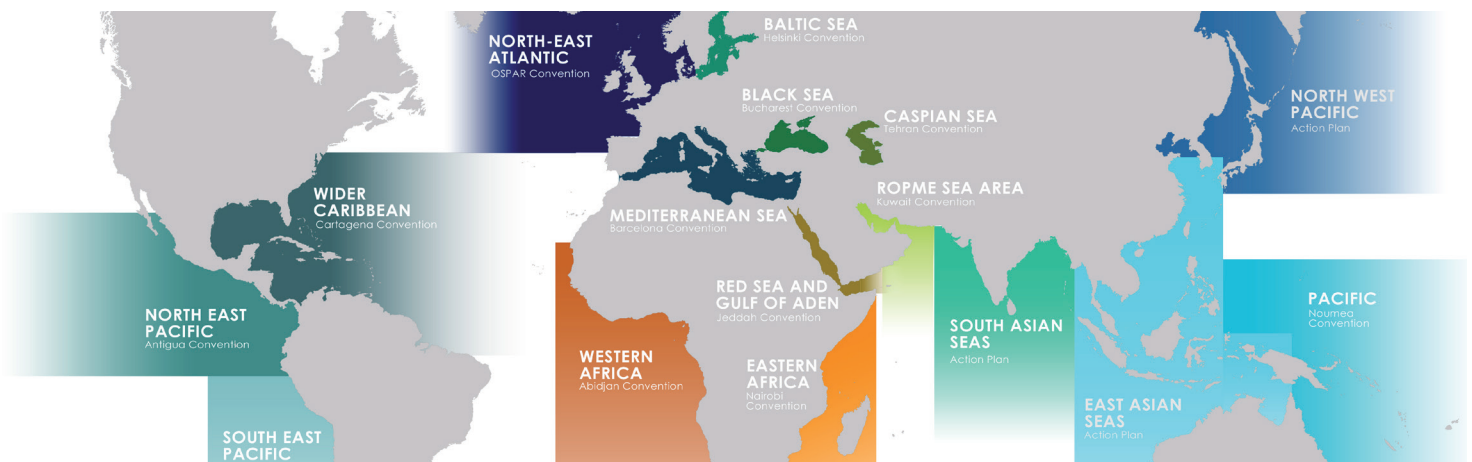 NORTH-EAST
ATLANTIC
OSPAR Convention
BALTIC SEA
Helsinki Convention
BLACK SEA
Bucharest Convention
CASPIAN SEA
Tehran Convention
NORTH WEST
PACIFIC
Action Plan
WIDER
CARIBBEAN
Cartagena Convention
MEDITERRANEAN SEA
Barcelona Convention
ROPME SEA AREA
Kuwait Convention
RED SEA AND
GULF OF ADEN
Jeddah Convention
NORTH EAST
PACIFIC
Antigua Convention
WESTERN
AFRICA
Abidjan Convention
EASTERN
AFRICA
Nairobi
Convention
SOUTH ASIAN
SEAS
Action Plan
PACIFIC
Noumea
Convention
EAST ASIAN
SEAS
Action Plan
SOUTH EAST
PACIFIC